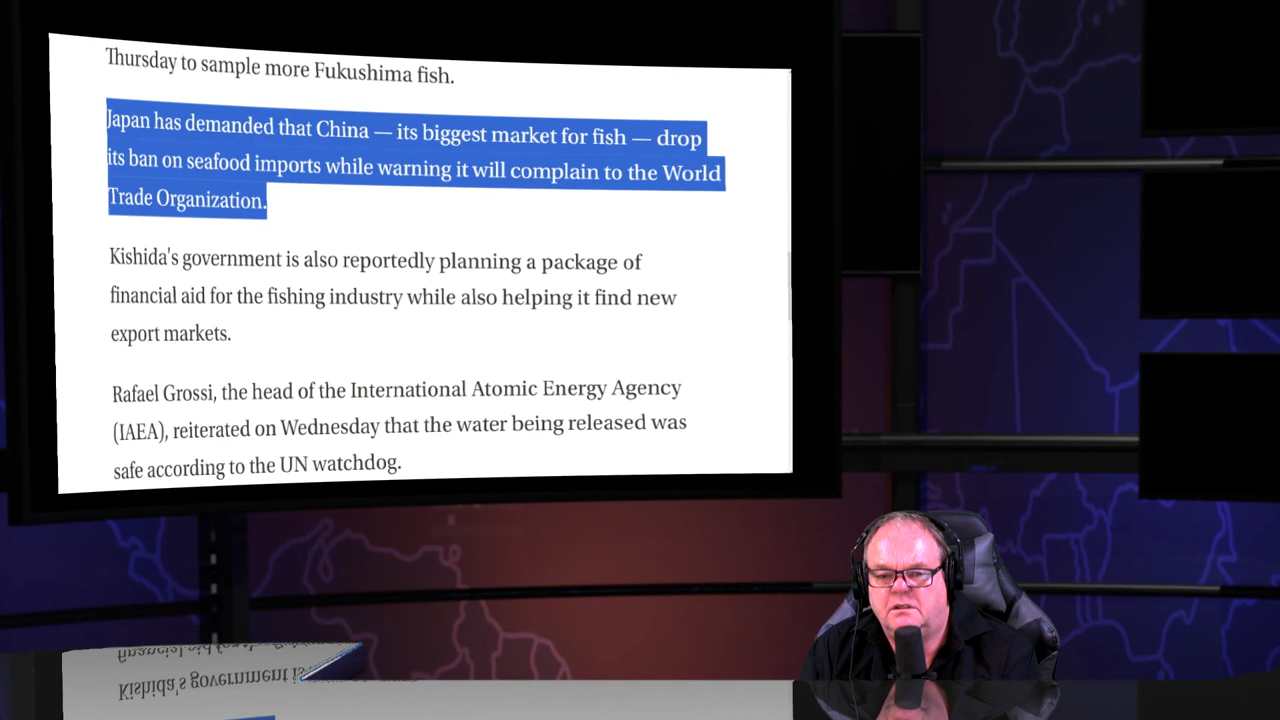 Thursday to sample more Fukushima fish.
Japan has demanded that China — its biggest market for fish — drop
its ban on seafood imports while warning it will complain to the World
Trade Organization.
Kishida's government is also reportedly planning a package of
financial aid for the fishing industry while also helping it find new
export markets.
Rafael Grossi, the head of the International Atomic Energy Agency
(IAEA), reiterated on Wednesday that the water being released was
safe according to the UN watchdog.
Kishida's government is